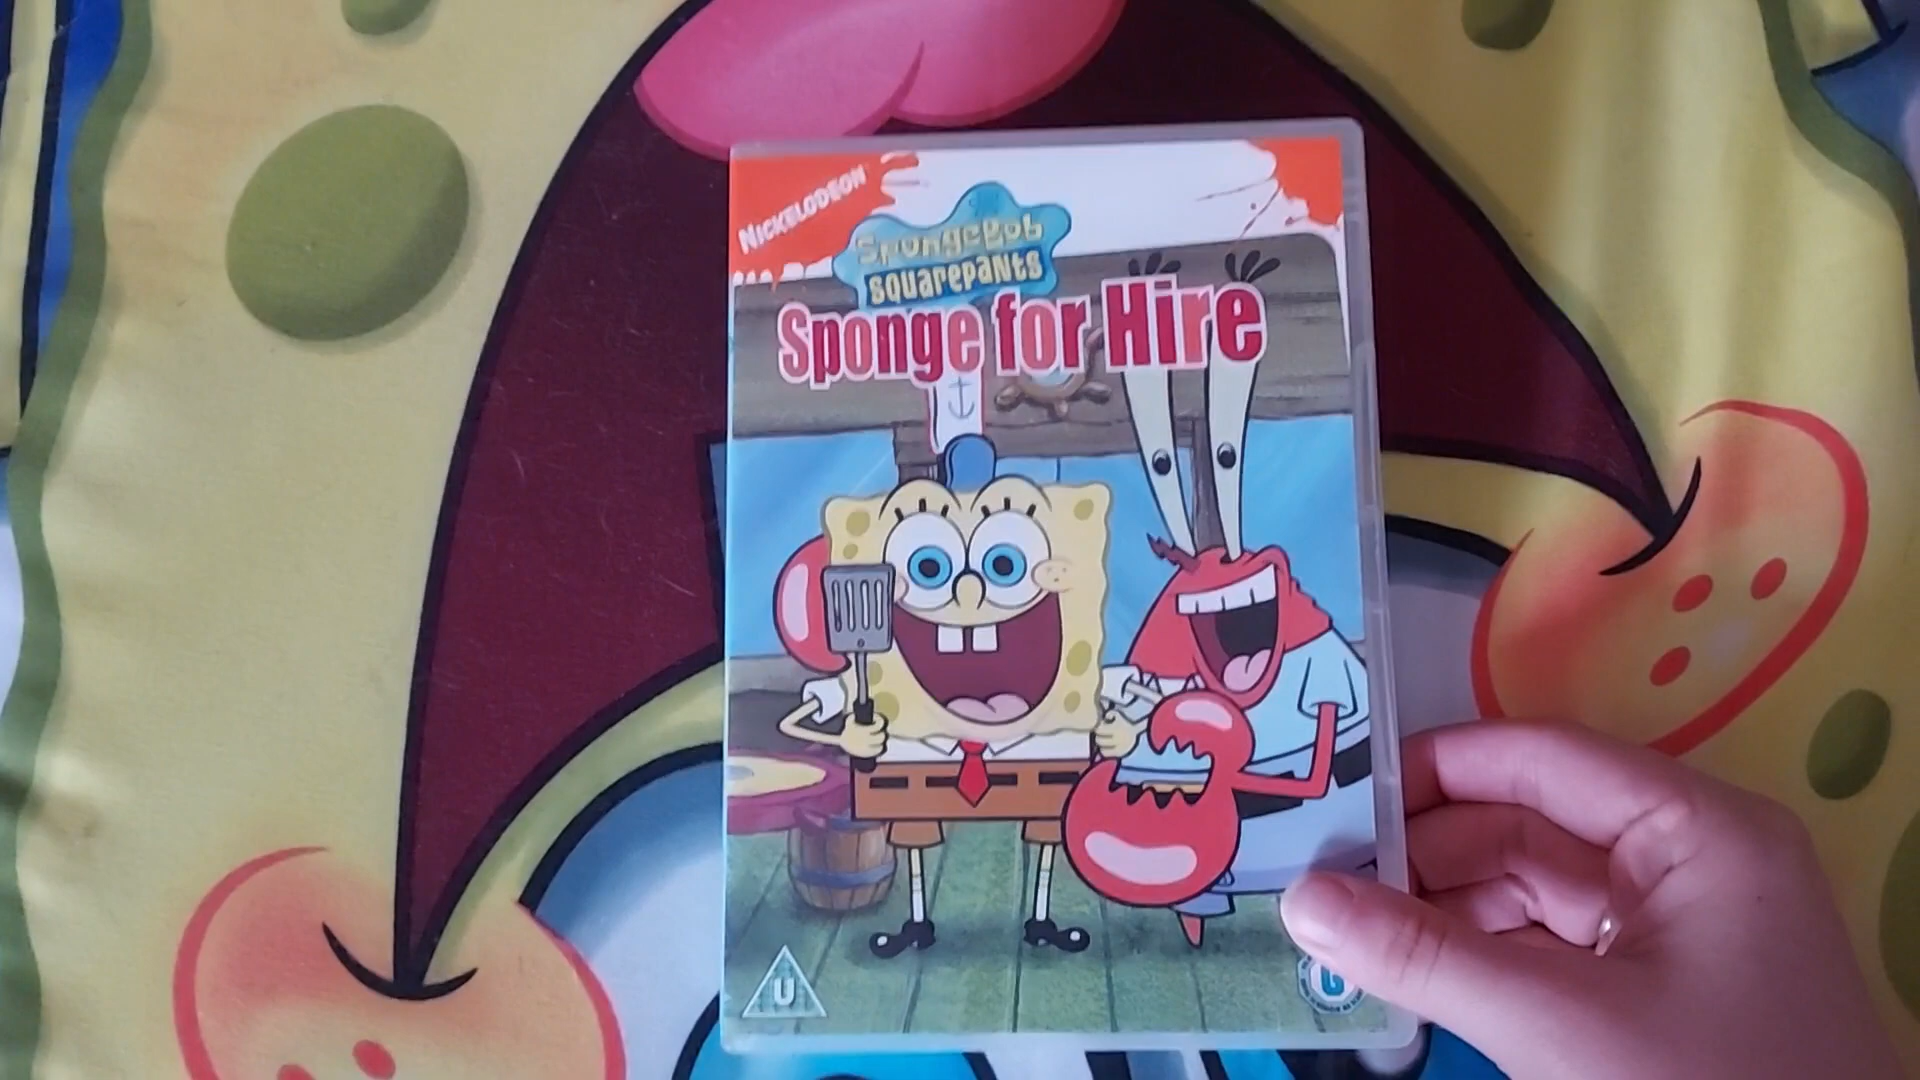 NICKELODEON
SpongeBob
squarepants
Sponge for Hire
U